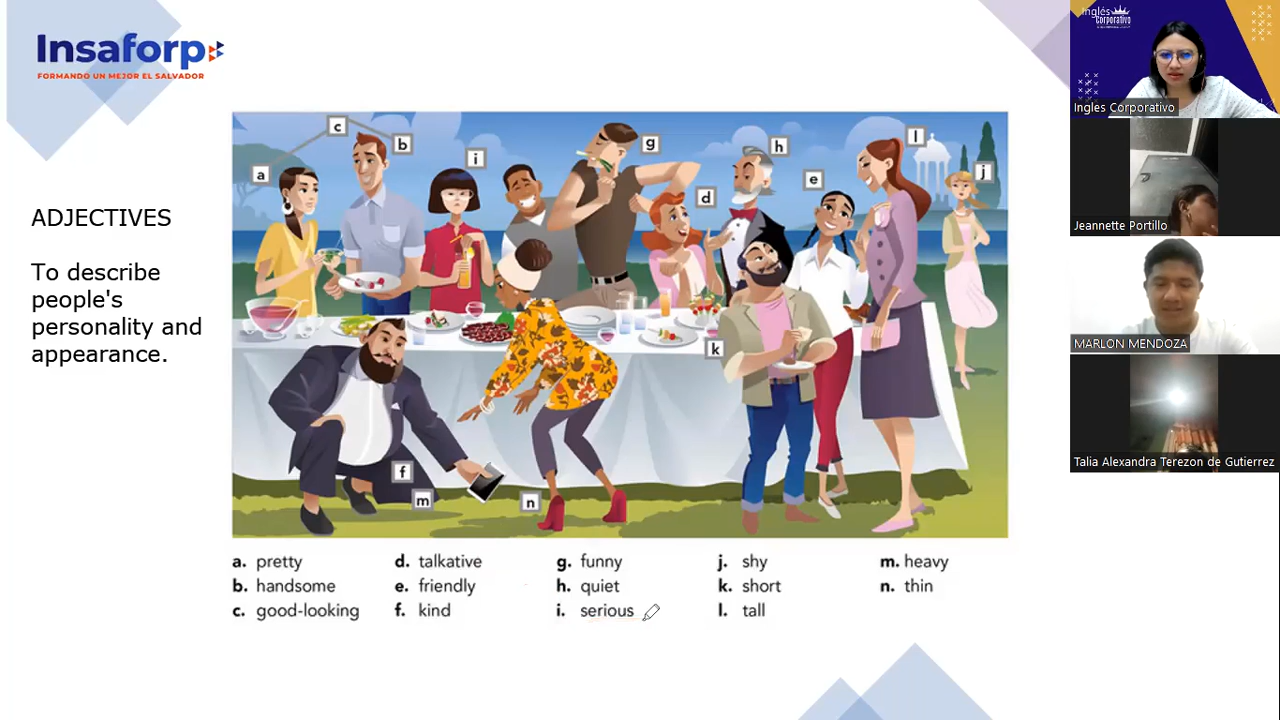 Insaforp
FORMANDO UN MEJOR EL SALVADOR
ADJECTIVES
To describe
people's
personality and
appearance.
a
c
b
i
g
d
h
e
l
j
k
f
m
n
a. pretty
b. handsome
c. good-looking
d. talkative
e. friendly
f. kind
g. funny
h. quiet
i. serious
j. shy
k. short
l. tall
m. heavy
n. thin
Inglés
Corporativo
Ingles Corporativo
Jeannette Portillo
MARLON MENDOZA
Talia Alexandra Terezon de Gutierrez